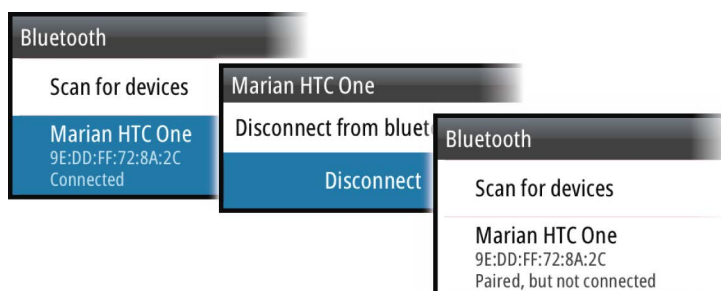 Bluetooth
Scan for devices
Marian HTC One
9E:DD:FF:72:8A:2C
Connected
Marian HTC One
Disconnect from bluet
Disconnect
Bluetooth
Scan for devices
Marian HTC One
9E:DD:FF:72:8A:2C
Paired, but not connected